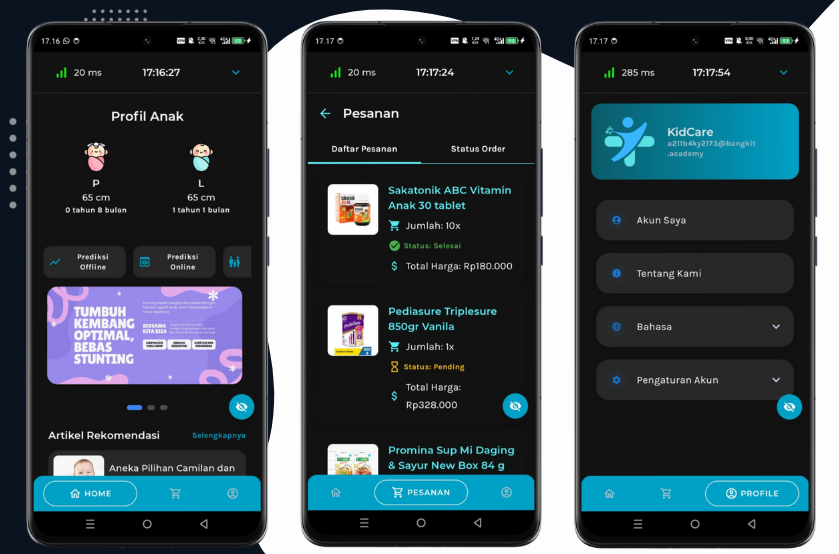 17.16
20 ms
17:16:27
Profil Anak
P
L
65 cm
65 cm
0 tahun 8 bulan
1 tahun 1 bulan
Prediksi
Offline
Prediksi
Online
TUMBUH
KEMBANG
OPTIMAL,
BEBAS
STUNTING
BERSAMA
KITA BISA
Artikel Rekomendasi
Selengkapnya
Aneka Pilihan Camilan dan
HOME
17.17
20 ms
17:17:24
Pesanan
Daftar Pesanan
Status Order
Sakatonik ABC Vitamin
Anak 30 tablet
Jumlah: 10x
Status: Selesai
$ Total Harga: Rp180.000
Pediasure Triplesure
850gr Vanila
Jumlah: 1x
Status: Pending
$ Total Harga:
Rp328.000
Promina Sup Mi Daging
& Sayur New Box 84 g
PESANAN
17.17
285 ms
17:17:54
KidCare
a211b4ky2173@bangkit
.academy
Akun Saya
Tentang Kami
Bahasa
Pengaturan Akun
PROFILE